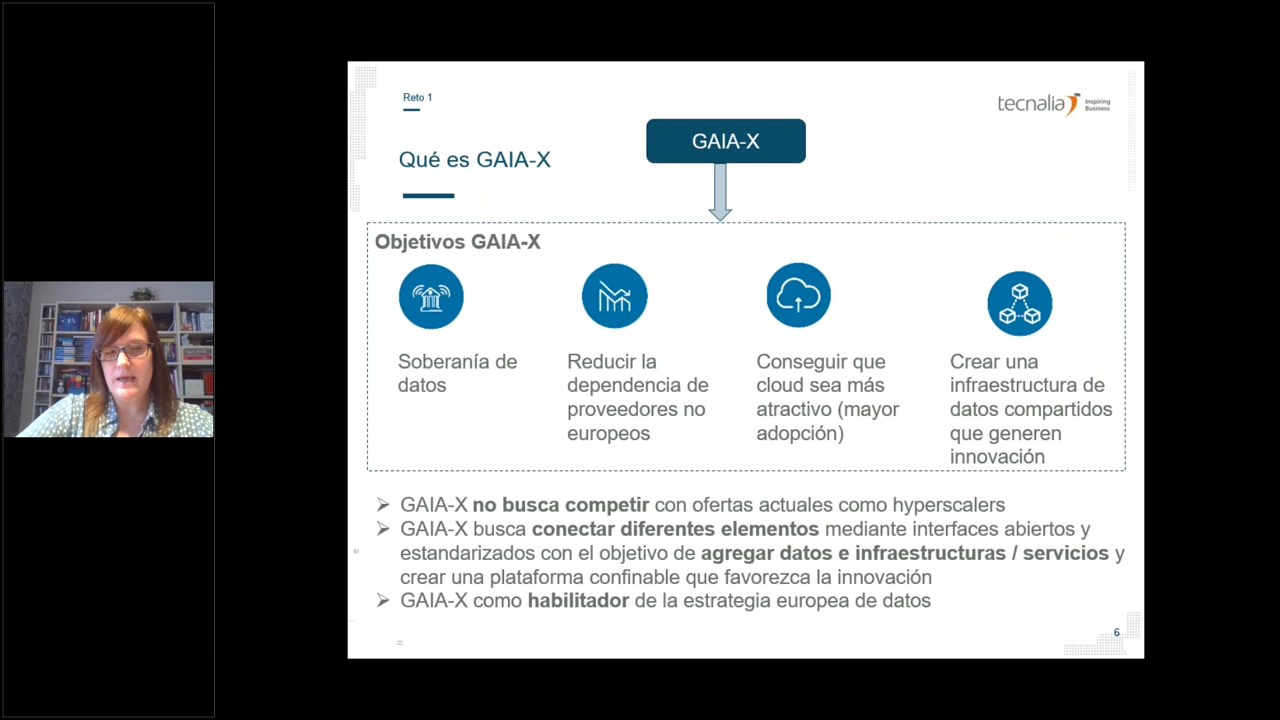 Reto 1
tecnalia Inspiring
Business
GAIA-X
Qué es GAIA-X
Objetivos GAIA-X
Soberanía de
datos
Reducir la
dependencia de
proveedores no
europeos
Conseguir que
cloud sea más
atractivo (mayor
adopción)
Crear una
infraestructura de
datos compartidos
que generen
innovación
GAIA-X no busca competir con ofertas actuales como hyperscalers
GAIA-X busca conectar diferentes elementos mediante interfaces abiertos y
estandarizados con el objetivo de agregar datos e infraestructuras / servicios y
crear una plataforma confinable que favorezca la innovación
GAIA-X como habilitador de la estrategia europea de datos
6